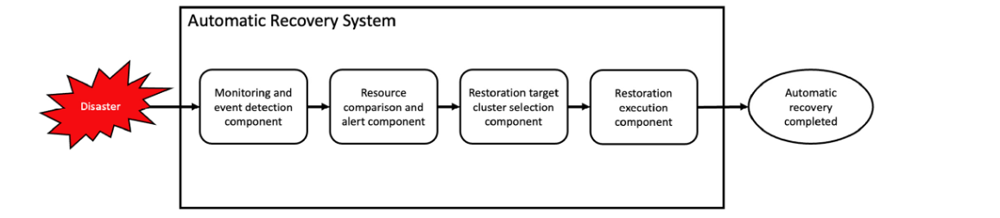 Automatic Recovery System
Disaster
Monitoring and
event detection
component
Resource
comparison and
alert component
Restoration target
cluster selection
component
Restoration
execution
component
Automatic
recovery
completed